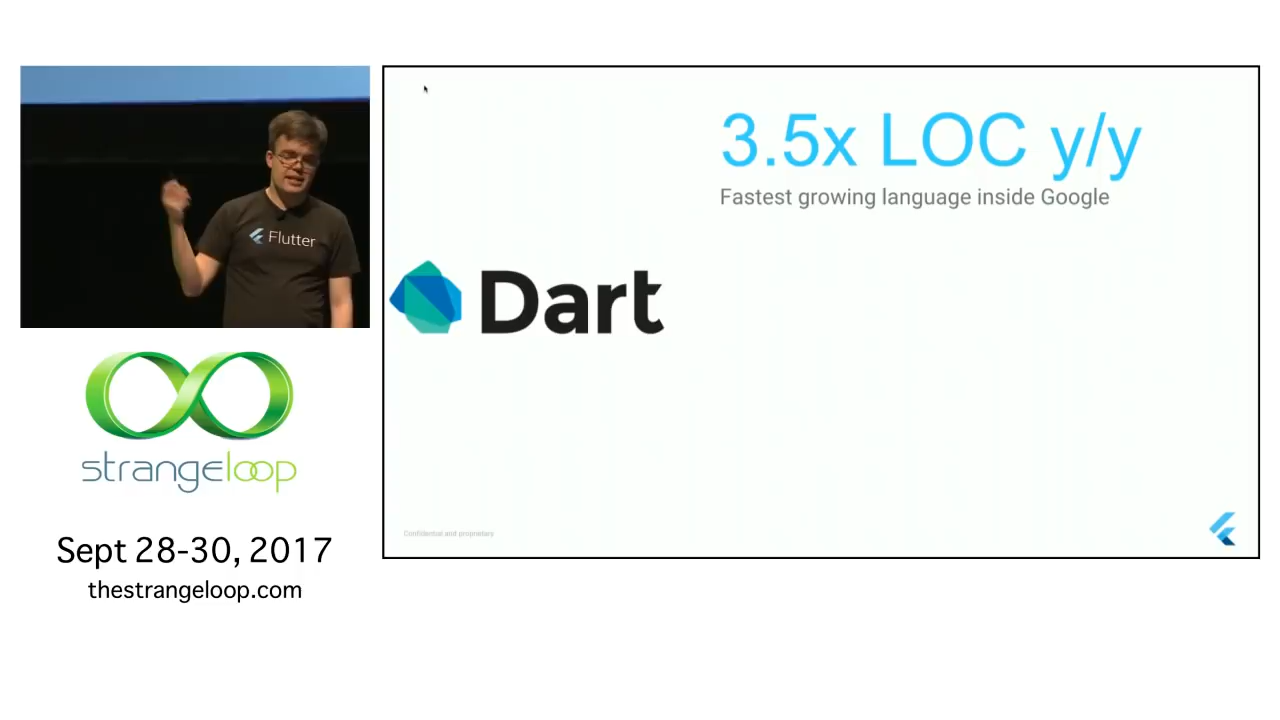 3.5x LOC y/y
Fastest growing language inside Google
Flutter
Dart
strangeloop
Confidential and proprietary
Sept 28-30, 2017
thestrangeloop.com